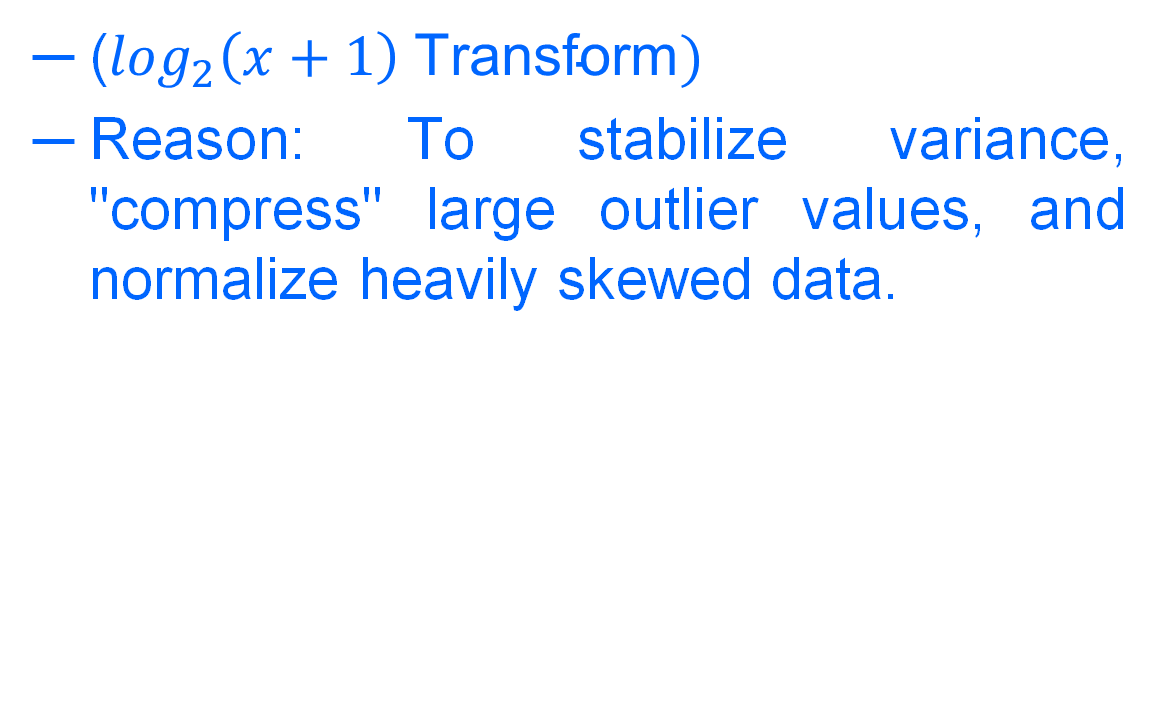 — (log₂(x + 1) Transform)
— Reason: To stabilize variance,
"compress" large outlier values, and
normalize heavily skewed data.